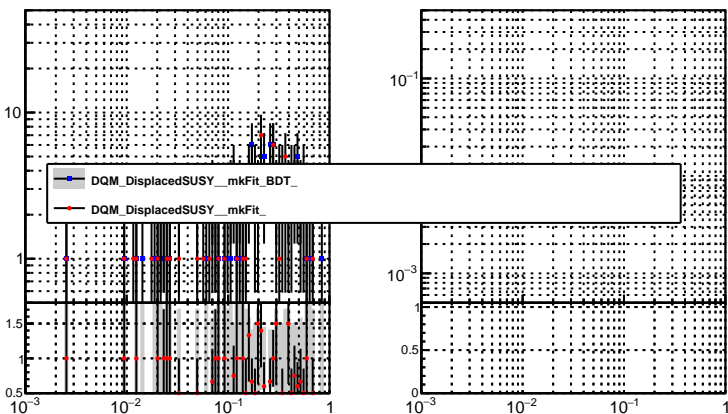 10
1
1.5
1
0.5
10⁻³ 10⁻² 10⁻¹ 1
DQM_DisplacedSUSY__mkFit_BDT_
DQM_DisplacedSUSY__mkFit_
10⁻¹
10⁻³
1
0.5
0
10⁻³ 10⁻² 10⁻¹ 1